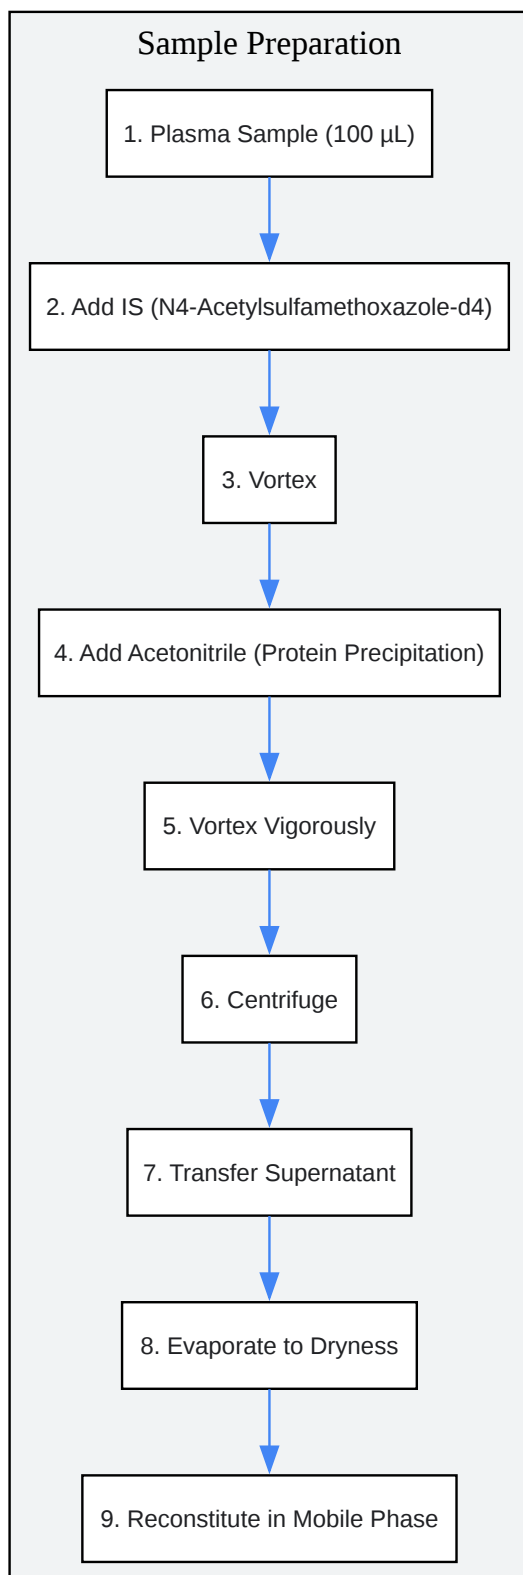 Sample Preparation
1. Plasma Sample (100 µL)
2. Add IS (N4-Acetylsulfamethoxazole-d4)
3. Vortex
4. Add Acetonitrile (Protein Precipitation)
5. Vortex Vigorously
6. Centrifuge
7. Transfer Supernatant
8. Evaporate to Dryness
9. Reconstitute in Mobile Phase